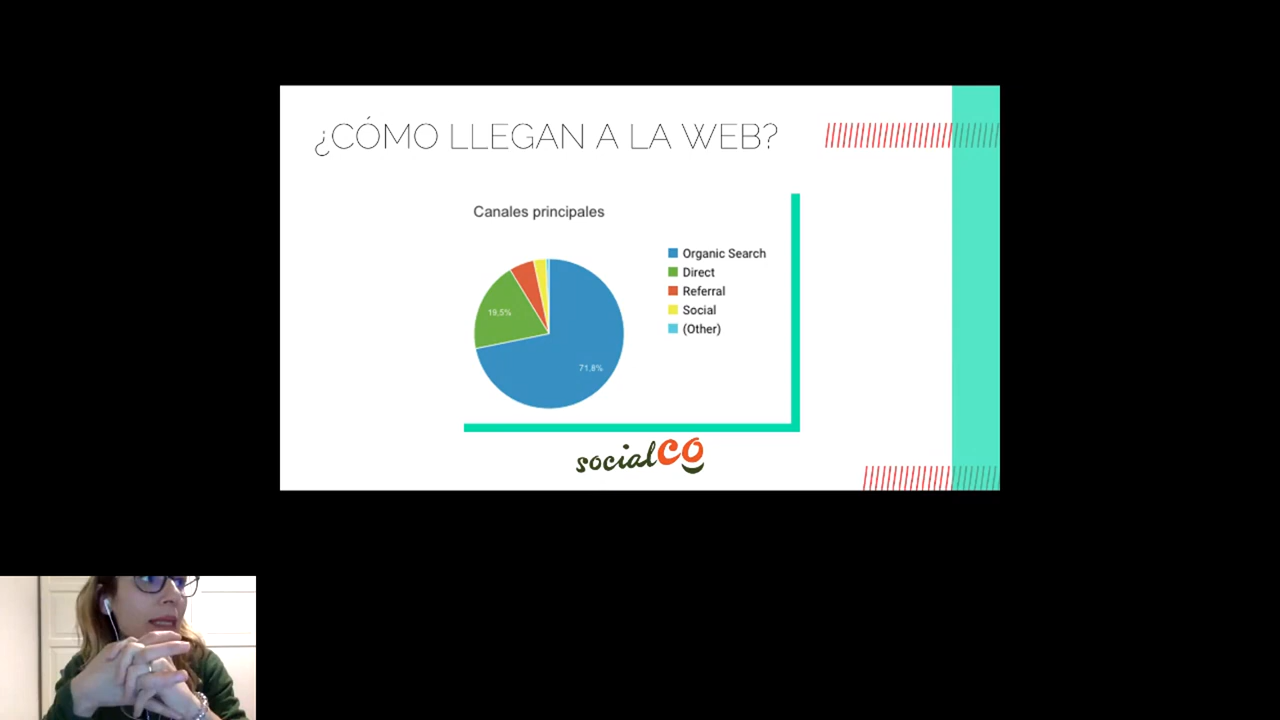 ¿CÓMO LLEGAN A LA WEB?
Canales principales
Organic Search
Direct
Referral
Social
(Other)
19,5%
71,8%
socialCO